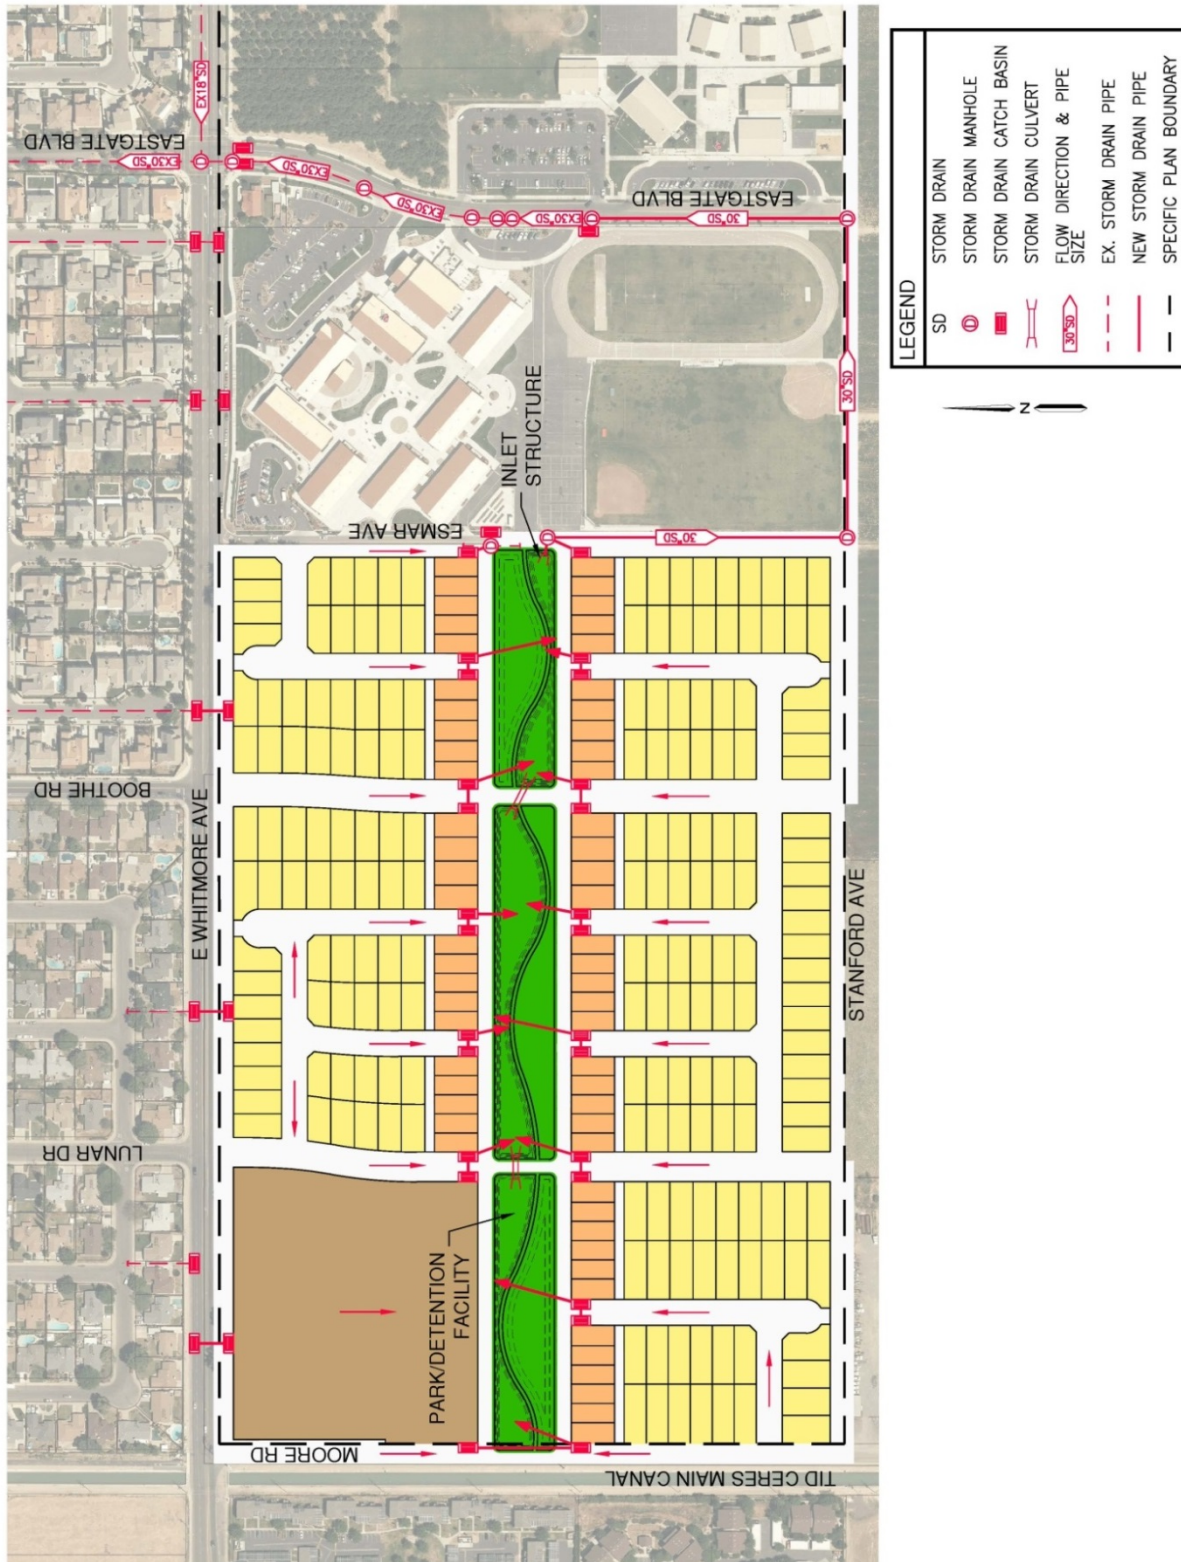 EX18"SD
EASTGATE BLVD
EX30"SD
EX30"SD
EX30"SD
EX30"SD
30"SD
EASTGATE BLVD
30"SD
30"SD
INLET
STRUCTURE
ESMAR AVE
BOOTHE RD
E WHITMORE AVE
LUNAR DR
STANFORD AVE
PARK/DETENTION
FACILITY
MOORE RD
TID CERES MAIN CANAL
LEGEND
SD STORM DRAIN
D STORM DRAIN MANHOLE
STORM DRAIN CATCH BASIN
STORM DRAIN CULVERT
30"SD FLOW DIRECTION & PIPE
SIZE
EX. STORM DRAIN PIPE
NEW STORM DRAIN PIPE
SPECIFIC PLAN BOUNDARY
N